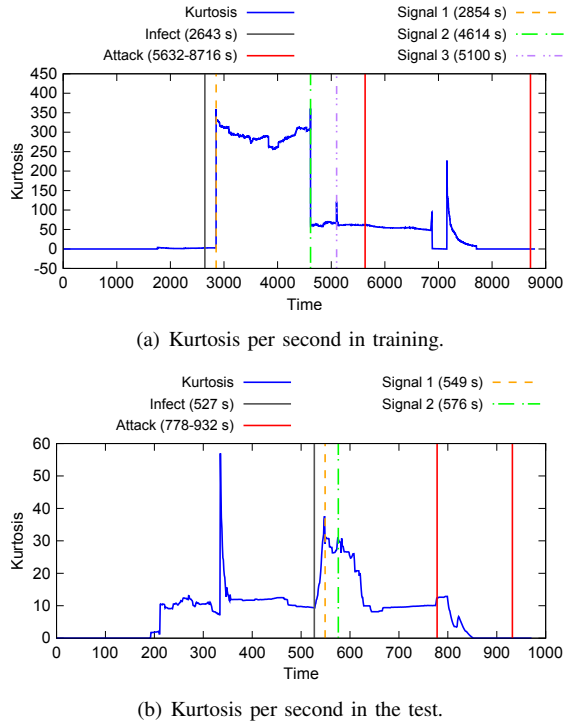 Kurtosis
Infect (2643 s)
Attack (5632-8716 s)
Signal 1 (2854 s)
Signal 2 (4614 s)
Signal 3 (5100 s)
450
400
350
300
250
200
150
100
50
0
-50
Kurtosis
0 1000 2000 3000 4000 5000 6000 7000 8000 9000
Time
(a) Kurtosis per second in training.
Kurtosis
Infect (527 s)
Attack (778-932 s)
Signal 1 (549 s)
Signal 2 (576 s)
60
50
40
30
20
10
0
Kurtosis
0 100 200 300 400 500 600 700 800 900 1000
Time
(b) Kurtosis per second in the test.